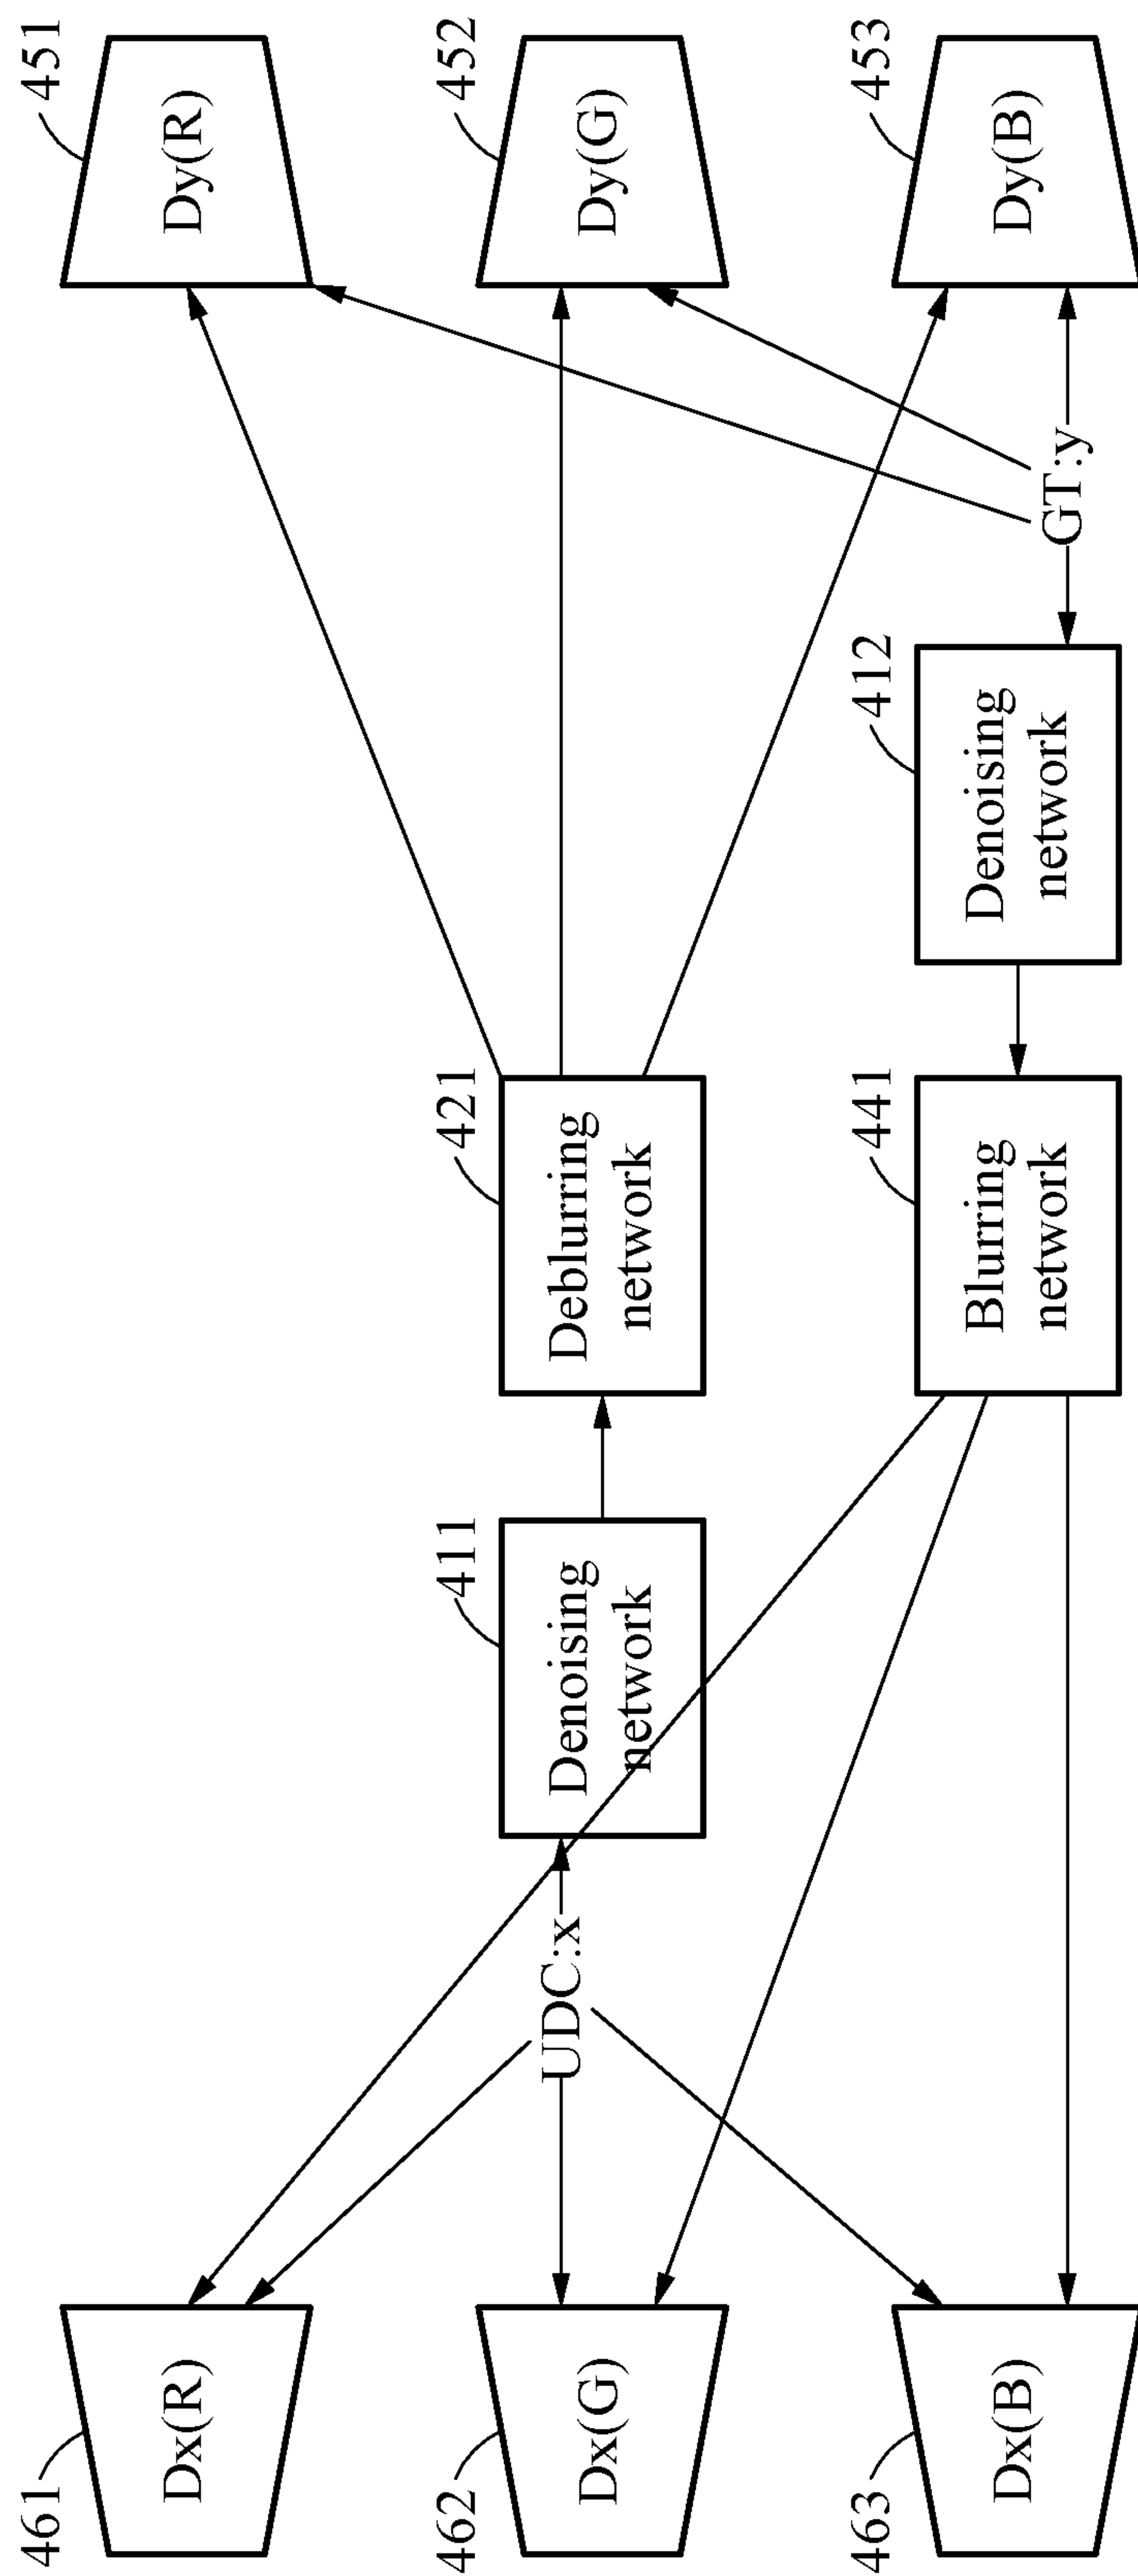 461
Dx(R)
451
Dy(R)
462
Dx(G)
UDC:x
411
Denoising
network
421
Deblurring
network
452
Dy(G)
463
Dx(B)
441
Blurring
network
412
Denoising
network
GT:y
453
Dy(B)